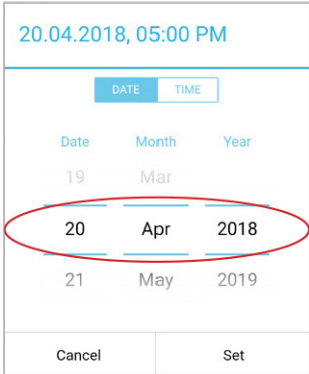 20.04.2018, 05:00 PM
DATE TIME
Date Month Year
19 Mar
20 Apr 2018
21 May 2019
Cancel Set